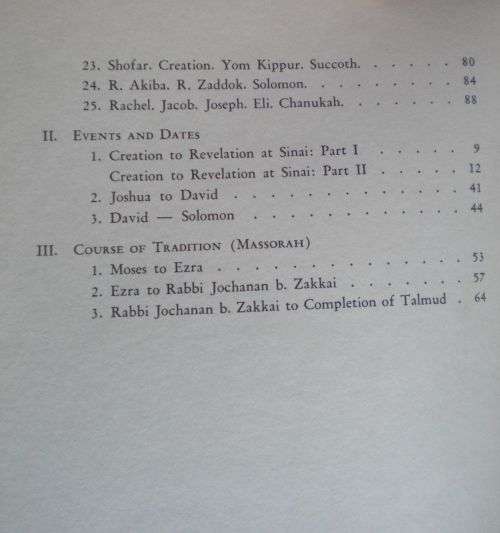 23. Shofar. Creation. Yom Kippur. Succoth. . . . . . 80
24. R. Akiba. R. Zaddok. Solomon. . . . . . . . 84
25. Rachel. Jacob. Joseph. Eli. Chanukah. . . . . . 88
II. EVENTS AND DATES
1. Creation to Revelation at Sinai: Part I . . . . . 9
Creation to Revelation at Sinai: Part II . . . . . 12
2. Joshua to David . . . . . . . . . . . 41
3. David — Solomon . . . . . . . . . . 44
III. COURSE OF TRADITION (MASSORAH)
1. Moses to Ezra . . . . . . . . . . . . 53
2. Ezra to Rabbi Jochanan b. Zakkai . . . . . . . 57
3. Rabbi Jochanan b. Zakkai to Completion of Talmud . 64